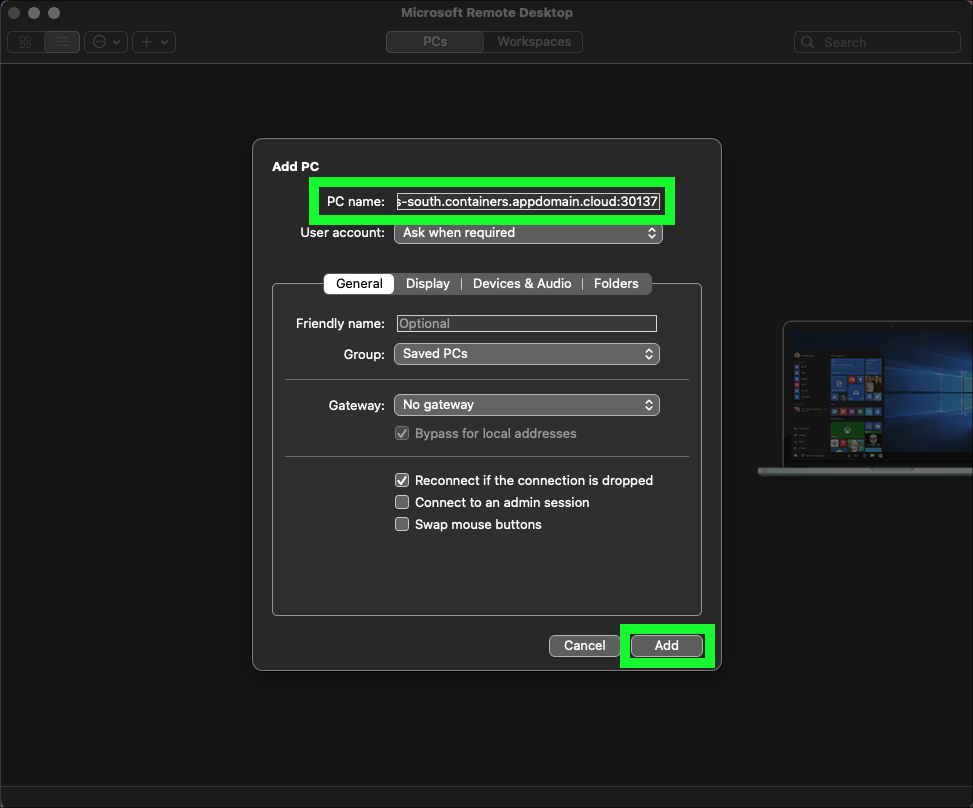 Microsoft Remote Desktop
PCs
Workspaces
Search
Add PC
PC name: s-south.containers.appdomain.cloud:30137
User account: Ask when required
General Display Devices & Audio Folders
Friendly name: Optional
Group: Saved PCs
Gateway: No gateway
Bypass for local addresses
Reconnect if the connection is dropped
Connect to an admin session
Swap mouse buttons
Cancel
Add